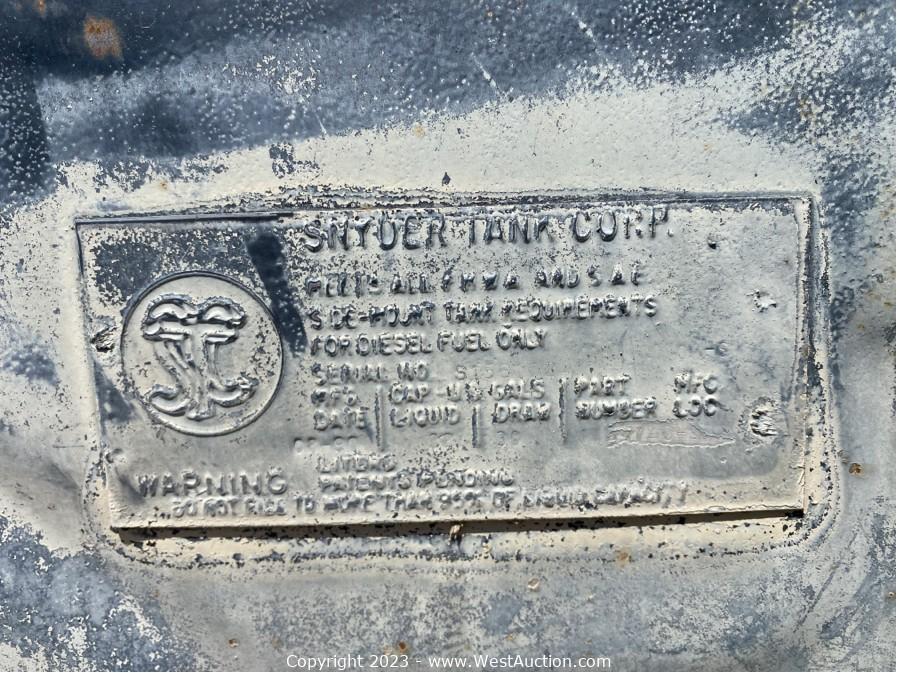 SNYDER TANK CORP.
MEETS ALL FHWA AND SAE
SIDE-MOUNT TANK REQUIREMENTS
FOR DIESEL FUEL ONLY
SERIAL NO
MFG CAP-LIQ GALS PART MFG
DATE LIQUID DRAW NUMBER LOC
LITERS
PATENTS PENDING
WARNING
DO NOT FILL TO MORE THAN 95% OF LIQUID CAPACITY
Copyright 2023 - www.WestAuction.com